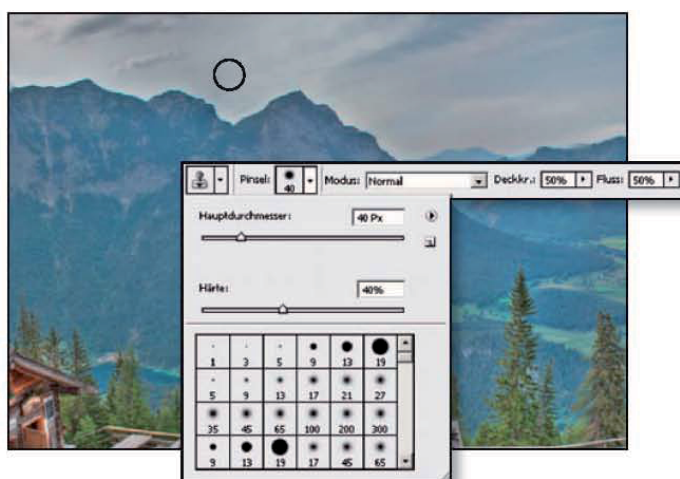 Pinsel: 40 Modus: Normal Deckkr.: 50% Fluss: 50%
Hauptdurchmesser: 40 Px
Härte: 40%
1 3 5 9 13 19
5 9 13 17 21 27
35 45 65 100 200 300
9 13 19 17 45 65